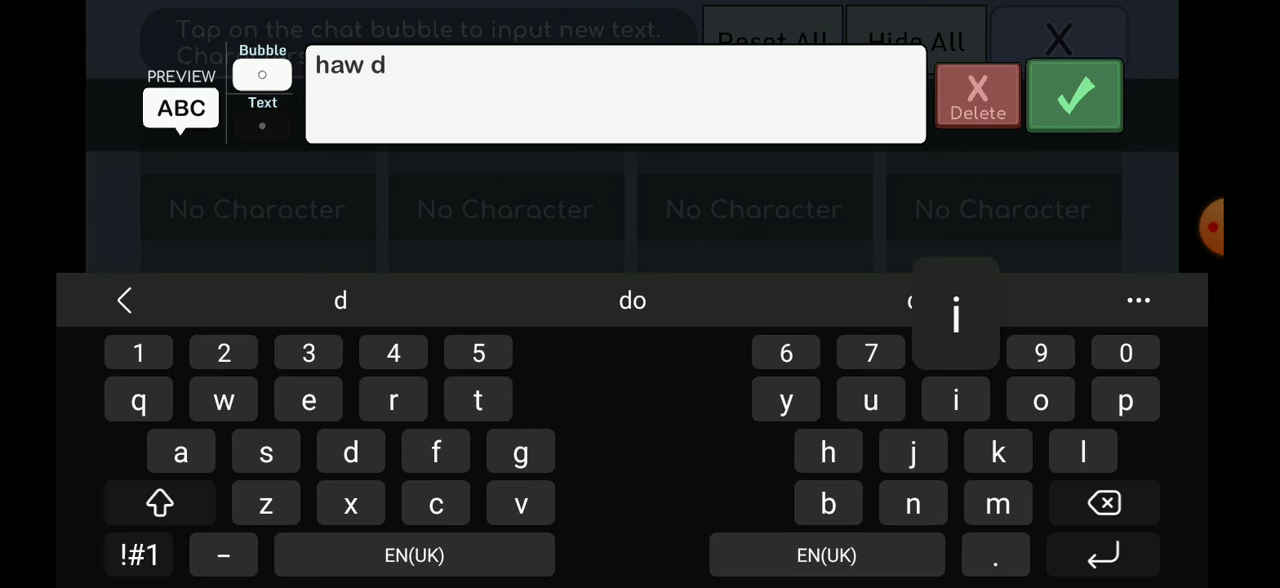 Tap on the chat bubble to input new text.
Reset All
Hide All
X
Bubble
PREVIEW
ABC
Text
haw d
X
Delete
No Character
No Character
No Character
No Character
d
do
i
1 2 3 4 5 6 7 9 0
q w e r t y u i o p
a s d f g h j k l
z x c v b n m
!#1
-
EN(UK)
EN(UK)
.